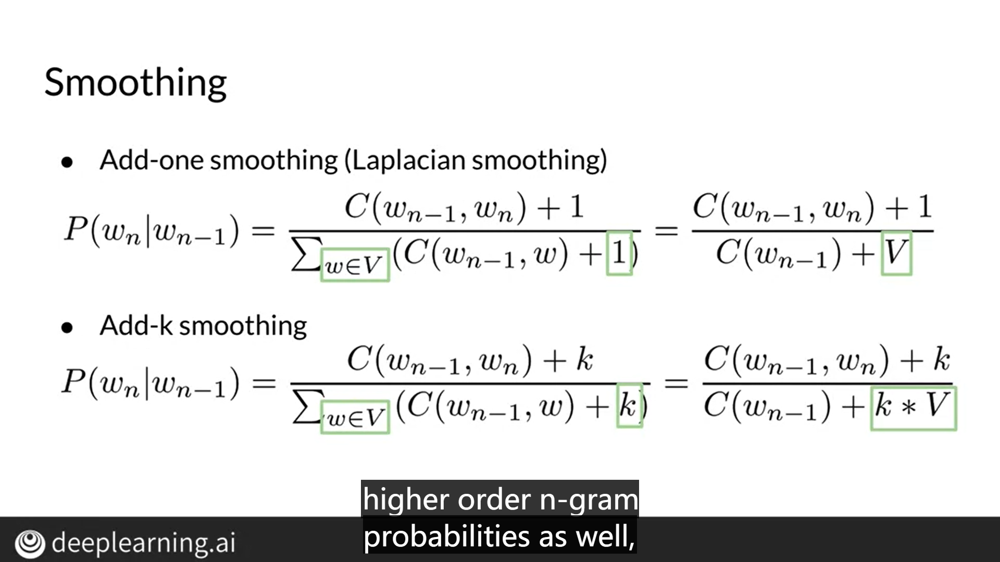 Smoothing
● Add-one smoothing (Laplacian smoothing)
$P(w_n|w_{n-1}) = \frac{C(w_{n-1}, w_n) + 1}{\sum_{w \in V} (C(w_{n-1}, w) + 1)} = \frac{C(w_{n-1}, w_n) + 1}{C(w_{n-1}) + V}$
● Add-k smoothing
$P(w_n|w_{n-1}) = \frac{C(w_{n-1}, w_n) + k}{\sum_{w \in V} (C(w_{n-1}, w) + k)} = \frac{C(w_{n-1}, w_n) + k}{C(w_{n-1}) + k * V}$
higher order n-gram
probabilities as well,
deeplearning.ai